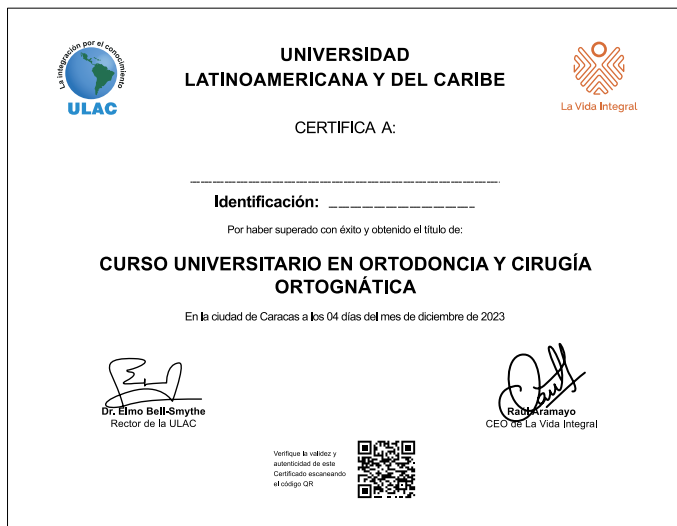 La integración por el conocimiento
ULAC
UNIVERSIDAD
LATINOAMERICANA Y DEL CARIBE
La Vida Integral
CERTIFICA A:
Identificación:
Por haber superado con éxito y obtenido el título de:
CURSO UNIVERSITARIO EN ORTODONCIA Y CIRUGÍA
ORTOGNÁTICA
En la ciudad de Caracas a los 04 días del mes de diciembre de 2023
Dr. Elmo Bell-Smythe
Rector de la ULAC
Raúl Aramayo
CEO de La Vida Integral
Verifique la validez y
autenticidad de este
Certificado escaneando
el código QR